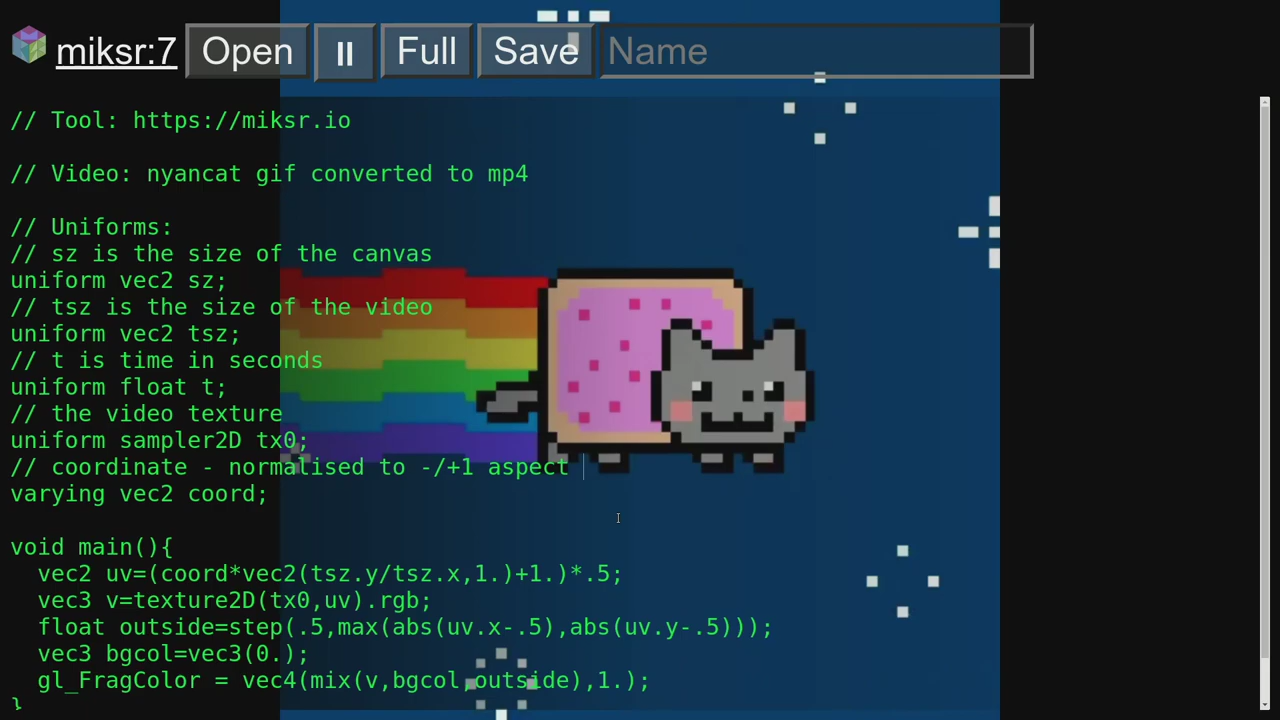 miksr:7 Open Full Save Name
// Tool: https://miksr.io
// Video: nyancat gif converted to mp4
// Uniforms:
// sz is the size of the canvas
uniform vec2 sz;
// tsz is the size of the video
uniform vec2 tsz;
// t is time in seconds
uniform float t;
// the video texture
uniform sampler2D tx0;
// coordinate - normalised to -/+1 aspect
varying vec2 coord;
void main(){
vec2 uv=(coord*vec2(tsz.y/tsz.x,1.)+1.)*.5;
vec3 v=texture2D(tx0,uv).rgb;
float outside=step(.5,max(abs(uv.x-.5),abs(uv.y-.5)));
vec3 bgcol=vec3(0.);
gl_FragColor = vec4(mix(v,bgcol,outside),1.);
}